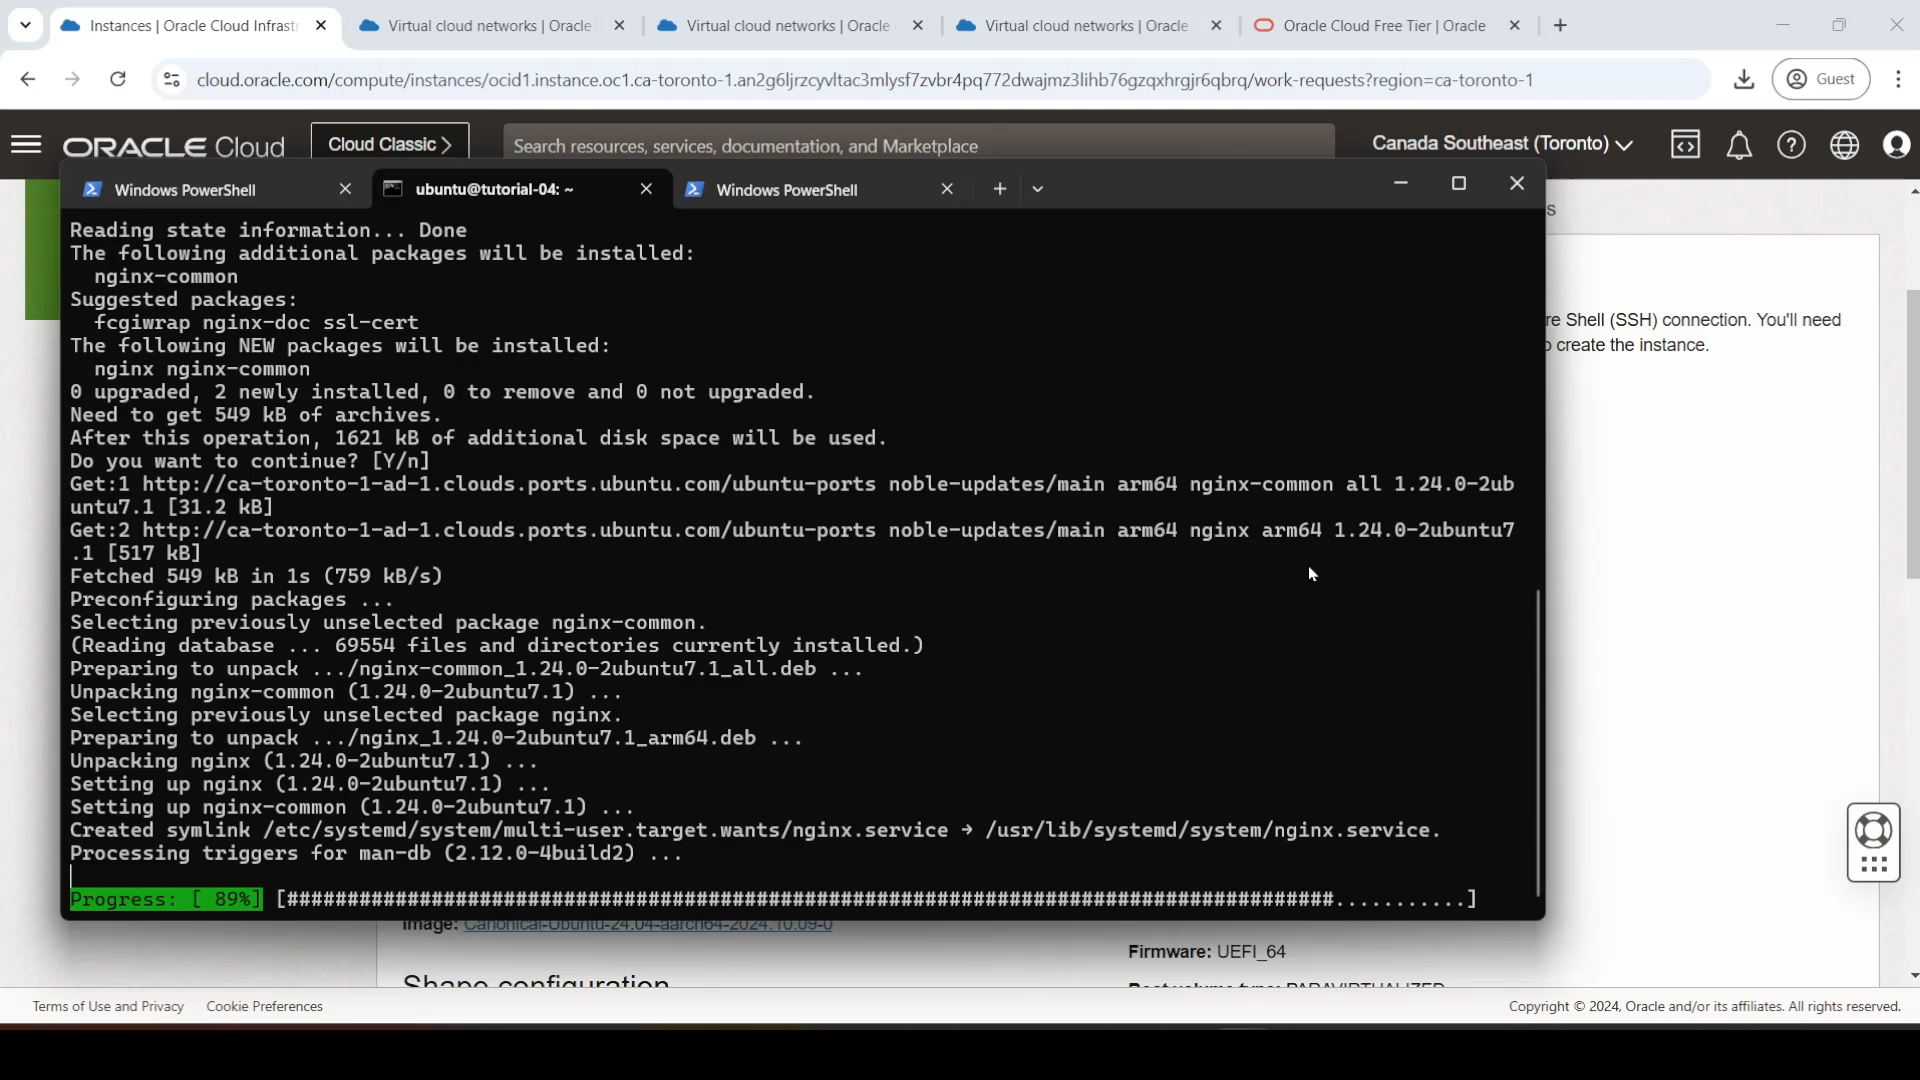 Instances | Oracle Cloud Infrast
Virtual cloud networks | Oracle
Virtual cloud networks | Oracle
Virtual cloud networks | Oracle
Oracle Cloud Free Tier | Oracle
cloud.oracle.com/compute/instances/ocid1.instance.oc1.ca-toronto-1.an2g6ljrzcyvltac3mlysf7zvbr4pq772dwajmz3lihb76gzqxhrgjr6qbrq/work-requests?region=ca-toronto-1
Guest
ORACLE Cloud
Cloud Classic >
Search resources, services, documentation, and Marketplace
Canada Southeast (Toronto)
Windows PowerShell
ubuntu@tutorial-04: ~
Windows PowerShell
s
Reading state information... Done
The following additional packages will be installed:
nginx-common
Suggested packages:
fcgiwrap nginx-doc ssl-cert
The following NEW packages will be installed:
nginx nginx-common
0 upgraded, 2 newly installed, 0 to remove and 0 not upgraded.
Need to get 549 kB of archives.
After this operation, 1621 kB of additional disk space will be used.
Do you want to continue? [Y/n]
Get:1 http://ca-toronto-1-ad-1.clouds.ports.ubuntu.com/ubuntu-ports noble-updates/main arm64 nginx-common all 1.24.0-2ub
untu7.1 [31.2 kB]
Get:2 http://ca-toronto-1-ad-1.clouds.ports.ubuntu.com/ubuntu-ports noble-updates/main arm64 nginx arm64 1.24.0-2ubuntu7
.1 [517 kB]
Fetched 549 kB in 1s (759 kB/s)
Preconfiguring packages ...
Selecting previously unselected package nginx-common.
(Reading database ... 69554 files and directories currently installed.)
Preparing to unpack .../nginx-common_1.24.0-2ubuntu7.1_all.deb ...
Unpacking nginx-common (1.24.0-2ubuntu7.1) ...
Selecting previously unselected package nginx.
Preparing to unpack .../nginx_1.24.0-2ubuntu7.1_arm64.deb ...
Unpacking nginx (1.24.0-2ubuntu7.1) ...
Setting up nginx (1.24.0-2ubuntu7.1) ...
Setting up nginx-common (1.24.0-2ubuntu7.1) ...
Created symlink /etc/systemd/system/multi-user.target.wants/nginx.service → /usr/lib/systemd/system/nginx.service.
Processing triggers for man-db (2.12.0-4build2) ...
Progress: [ 89%] [#######################################################################################...........]
re Shell (SSH) connection. You'll need
o create the instance.
Image: Canonical-Ubuntu-24.04-aarch64-2024.10.09-0
Firmware: UEFI_64
Shape configuration
Boot volume type: PARAVIRTUALIZED
Terms of Use and Privacy
Cookie Preferences
Copyright © 2024, Oracle and/or its affiliates. All rights reserved.